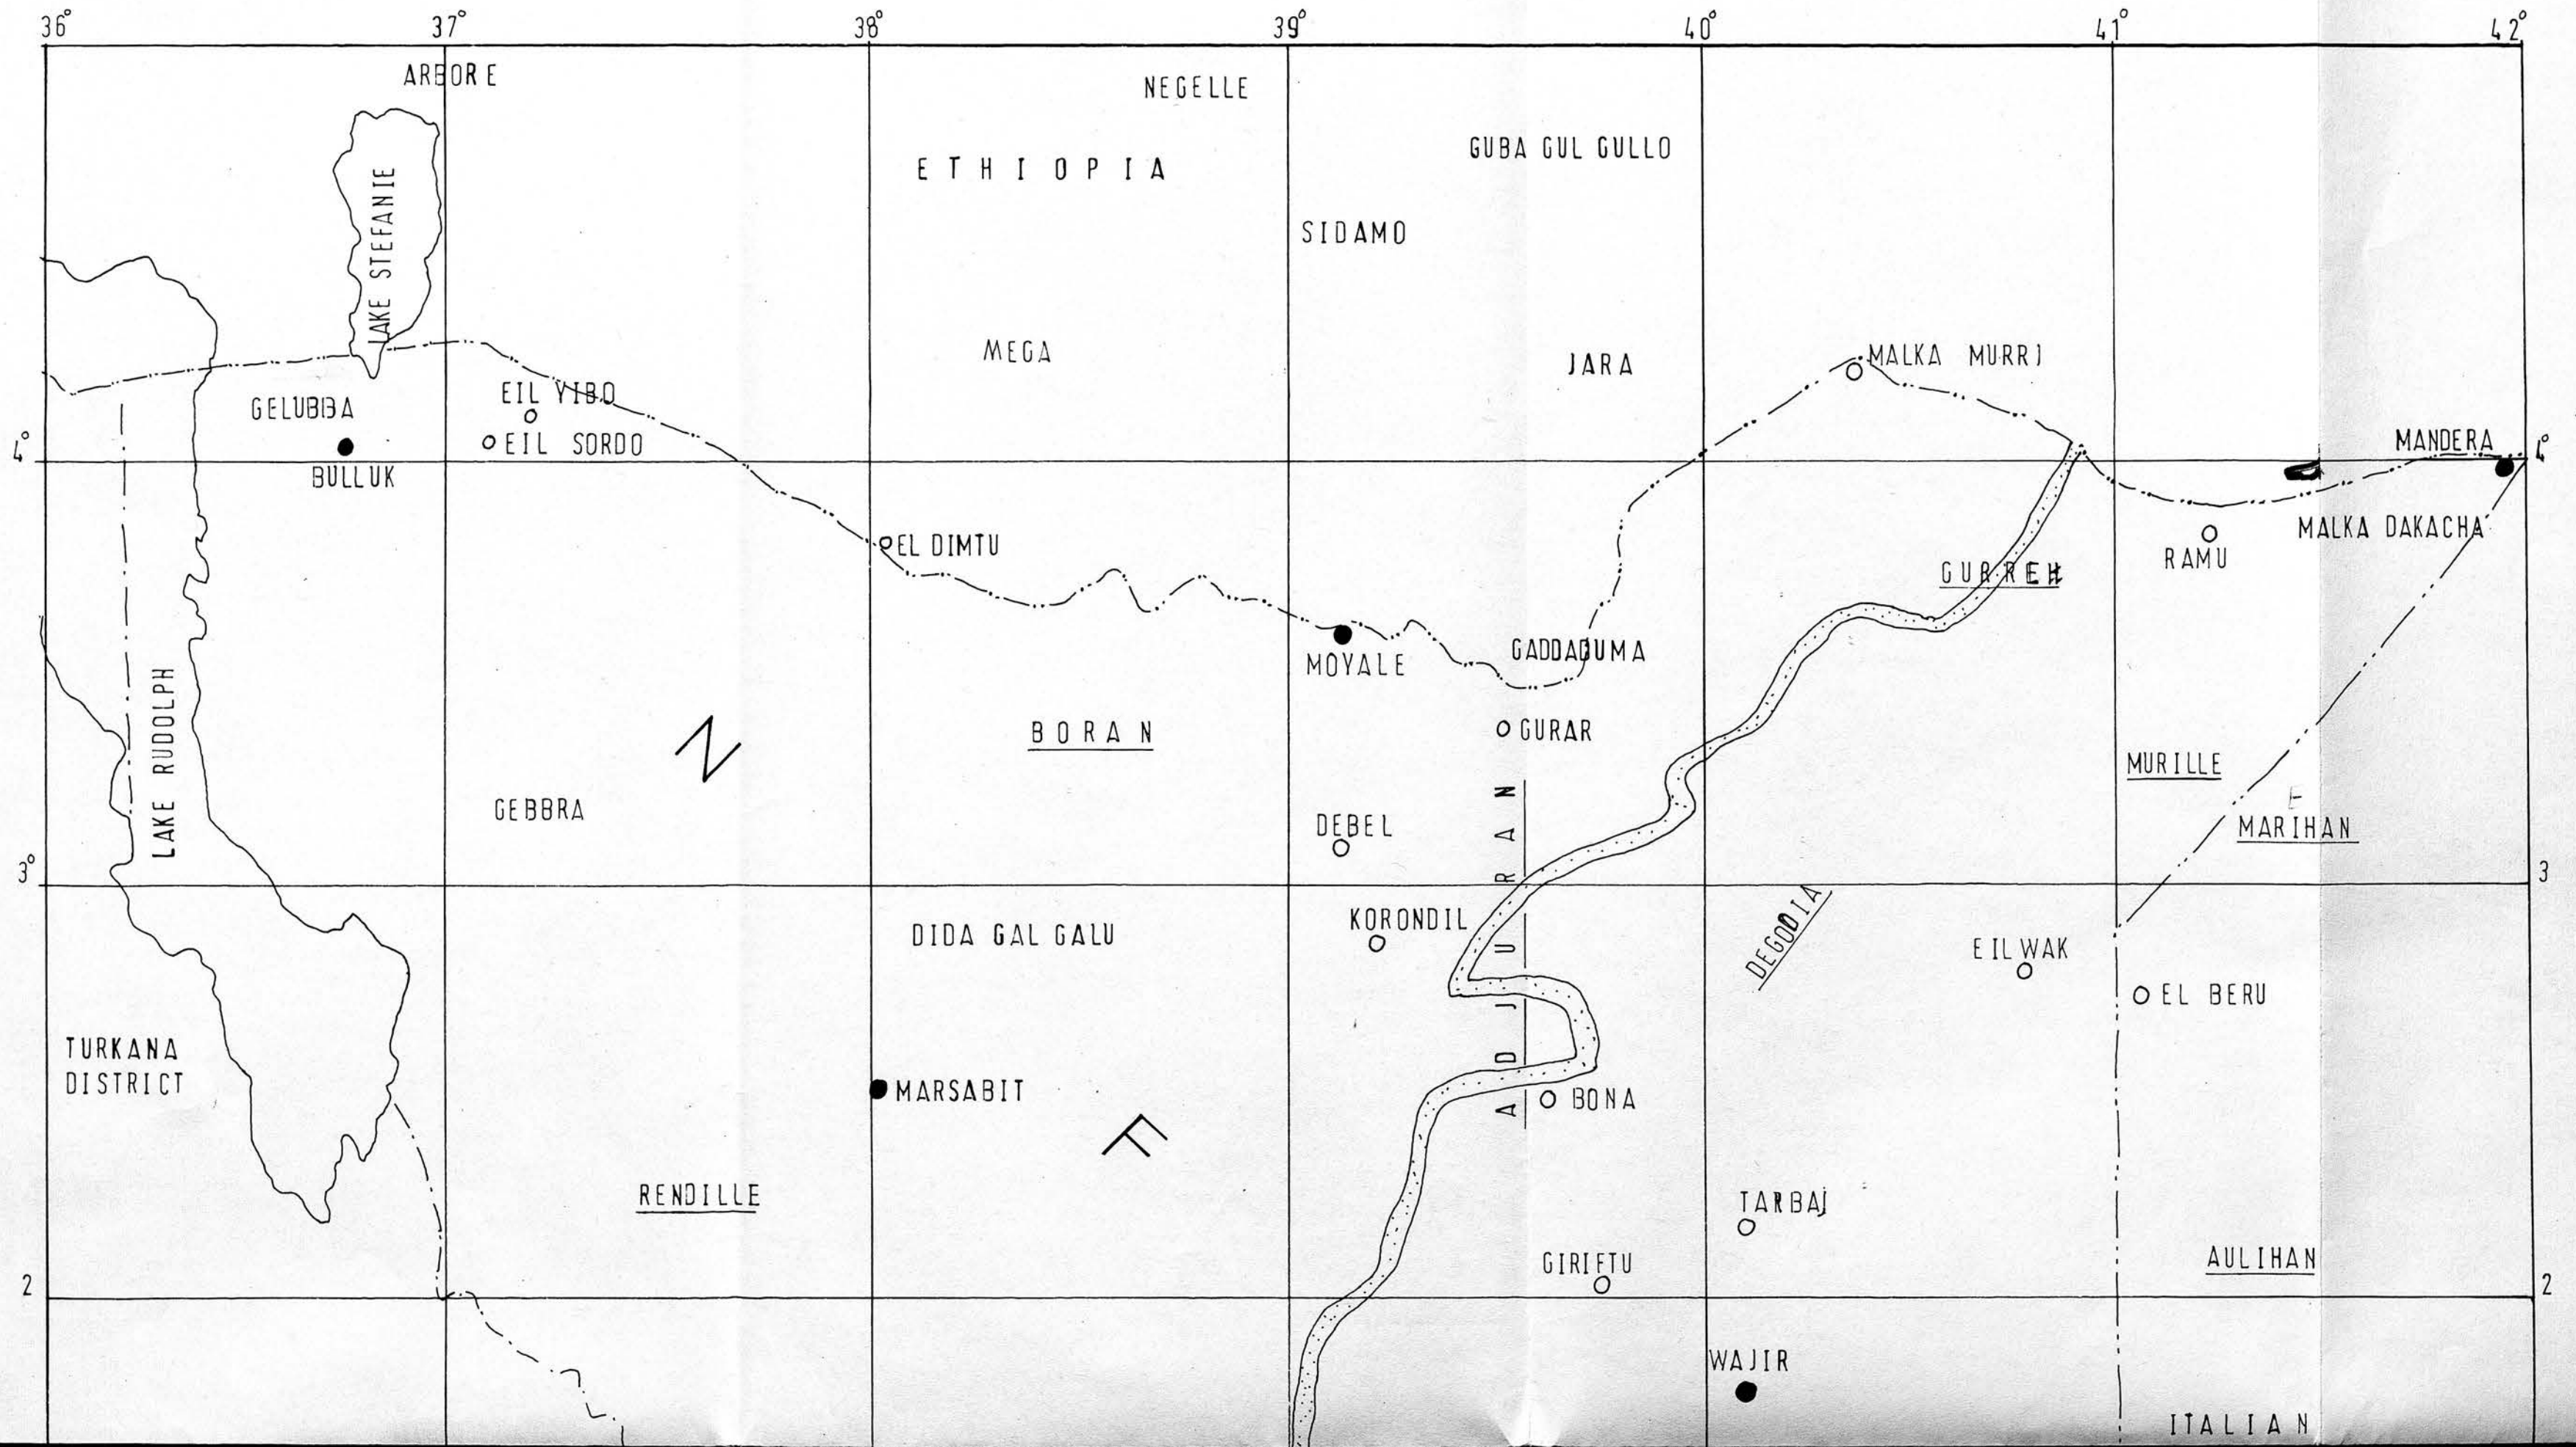 36° 37° 38° 39° 40° 41° 42°
ARBORE
NEGELLE
ETHIOPIA
GUBA GUL GULLO
LAKE STEFANIE
SIDAMO
MEGA
JARA
MALKA MURRI
EIL YIBO
GELUBBA
EIL SORDO
4°
MANDERA
4°
BULLUK
MALKA DAKACHA
EL DIMTU
RAMU
GURREH
MOYALE
GADDADUMA
LAKE RUDOLPH
N
BORAN
GURAR
MURILLE
GEBBRA
E
DEBEL
MARIHAN
ADJURAN
3°
3
DEGODIA
KORONDIL
DIDA GAL GALU
EILWAK
EL BERU
TURKANA
DISTRICT
MARSABIT
BONA
F
RENDILLE
TARBAJ
GIRIFTU
AULIHAN
2
2
WAJIR
ITALIAN